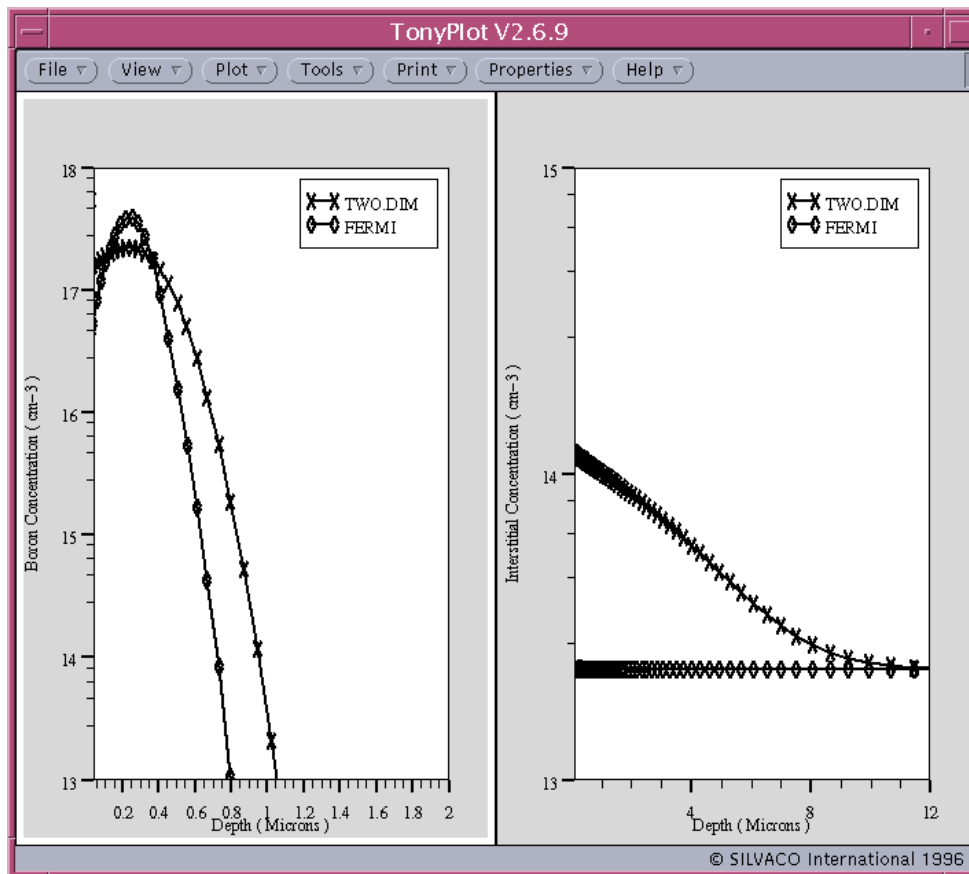 TonyPlot V2.6.9
File View Plot Tools Print Properties Help
18
17
16
15
14
13
Boron Concentration ( cm-3 )
TWO.DIM
FERMI
0.2 0.4 0.6 0.8 1 1.2 1.4 1.6 1.8 2
Depth ( Microns )
15
14
13
Interstitial Concentration ( cm-3 )
TWO.DIM
FERMI
4 8 12
Depth ( Microns )
© SILVACO International 1996